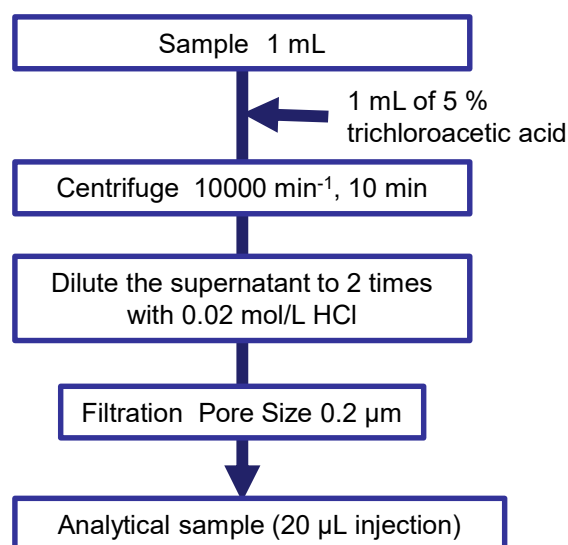 Sample 1 mL
1 mL of 5 %
trichloroacetic acid
Centrifuge 10000 min⁻¹, 10 min
Dilute the supernatant to 2 times
with 0.02 mol/L HCl
Filtration Pore Size 0.2 µm
Analytical sample (20 µL injection)